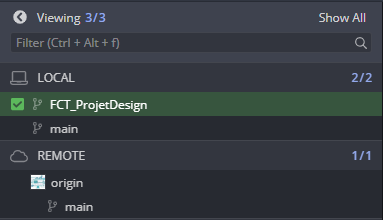 Viewing 3/3 Show All
Filter (Ctrl + Alt + f)
LOCAL 2/2
FCT_ProjetDesign
main
REMOTE 1/1
origin
main